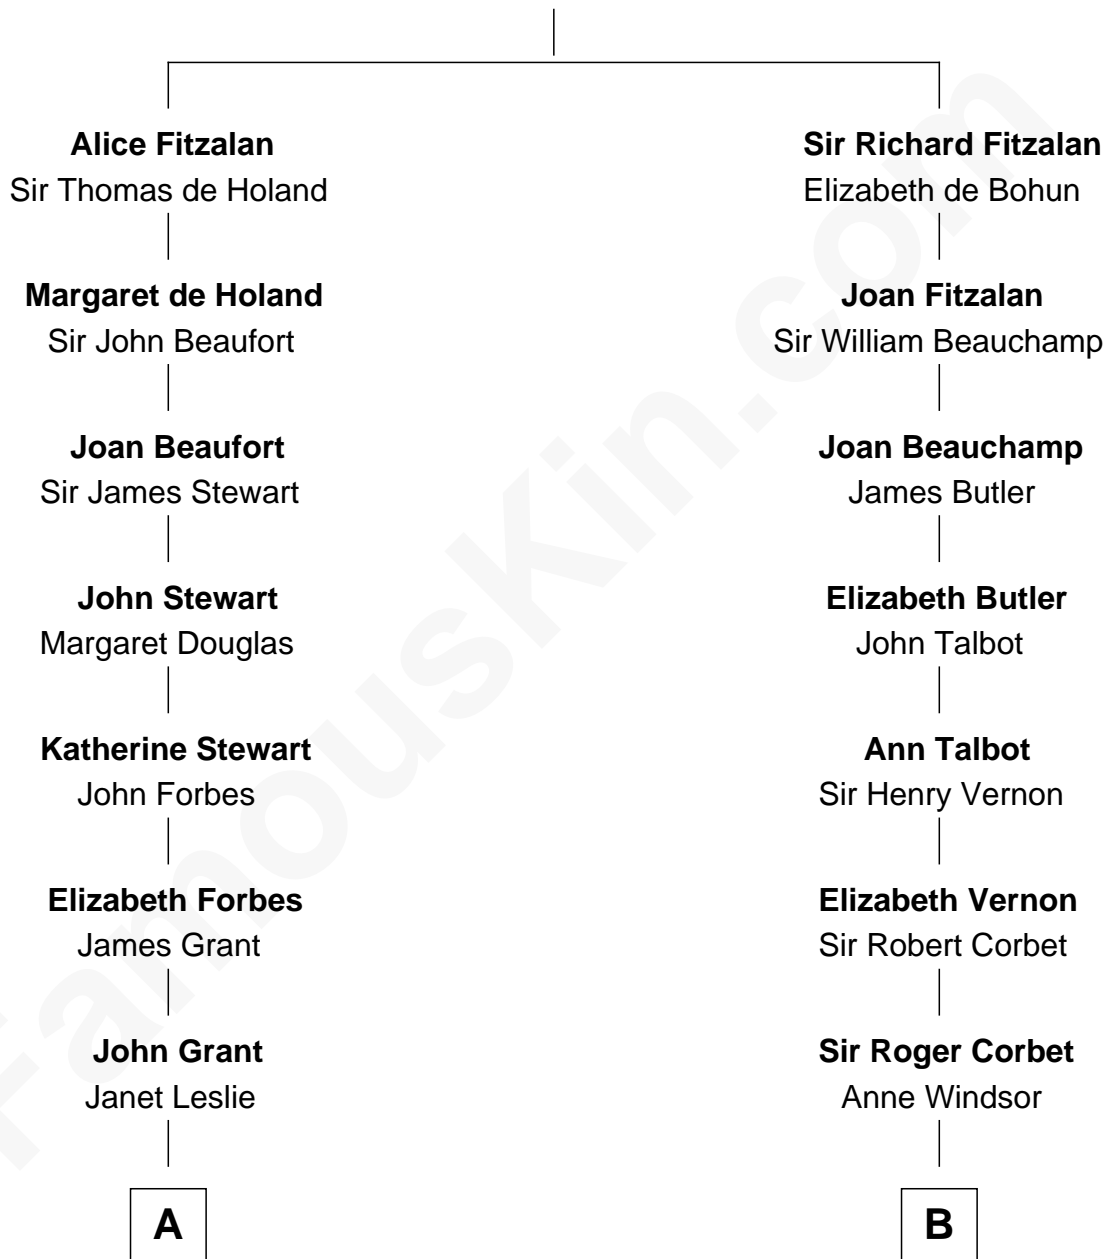 Alice Fitzalan
Sir Thomas de Holand
Margaret de Holand
Sir John Beaufort
Joan Beaufort
Sir James Stewart
John Stewart
Margaret Douglas
Katherine Stewart
John Forbes
Elizabeth Forbes
James Grant
John Grant
Janet Leslie
A
Sir Richard Fitzalan
Elizabeth de Bohun
Joan Fitzalan
Sir William Beauchamp
Joan Beauchamp
James Butler
Elizabeth Butler
John Talbot
Ann Talbot
Sir Henry Vernon
Elizabeth Vernon
Sir Robert Corbet
Sir Roger Corbet
Anne Windsor
B
FamousKin.com